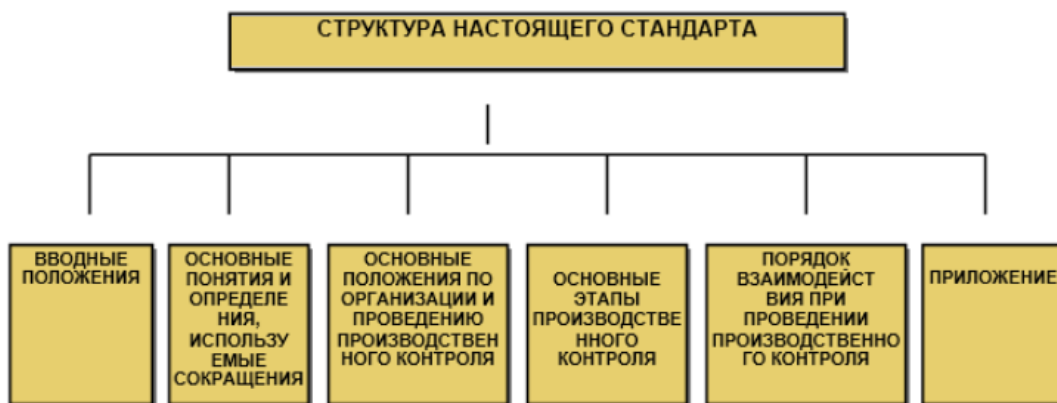 СТРУКТУРА НАСТОЯЩЕГО СТАНДАРТА
ВВОДНЫЕ
ПОЛОЖЕНИЯ
ОСНОВНЫЕ
ПОНЯТИЯ И
ОПРЕДЕЛЕ
НИЯ,
ИСПОЛЬЗУ
ЕМЫЕ
СОКРАЩЕНИЯ
ОСНОВНЫЕ
ПОЛОЖЕНИЯ ПО
ОРГАНИЗАЦИИ И
ПРОВЕДЕНИЮ
ПРОИЗВОДСТВЕН
НОГО КОНТРОЛЯ
ОСНОВНЫЕ
ЭТАПЫ
ПРОИЗВОДСТВЕ
ННОГО
КОНТРОЛЯ
ПОРЯДОК
ВЗАИМОДЕЙСТ
ВИЯ ПРИ
ПРОВЕДЕНИИ
ПРОИЗВОДСТВЕННО
ГО КОНТРОЛЯ
ПРИЛОЖЕНИЕ